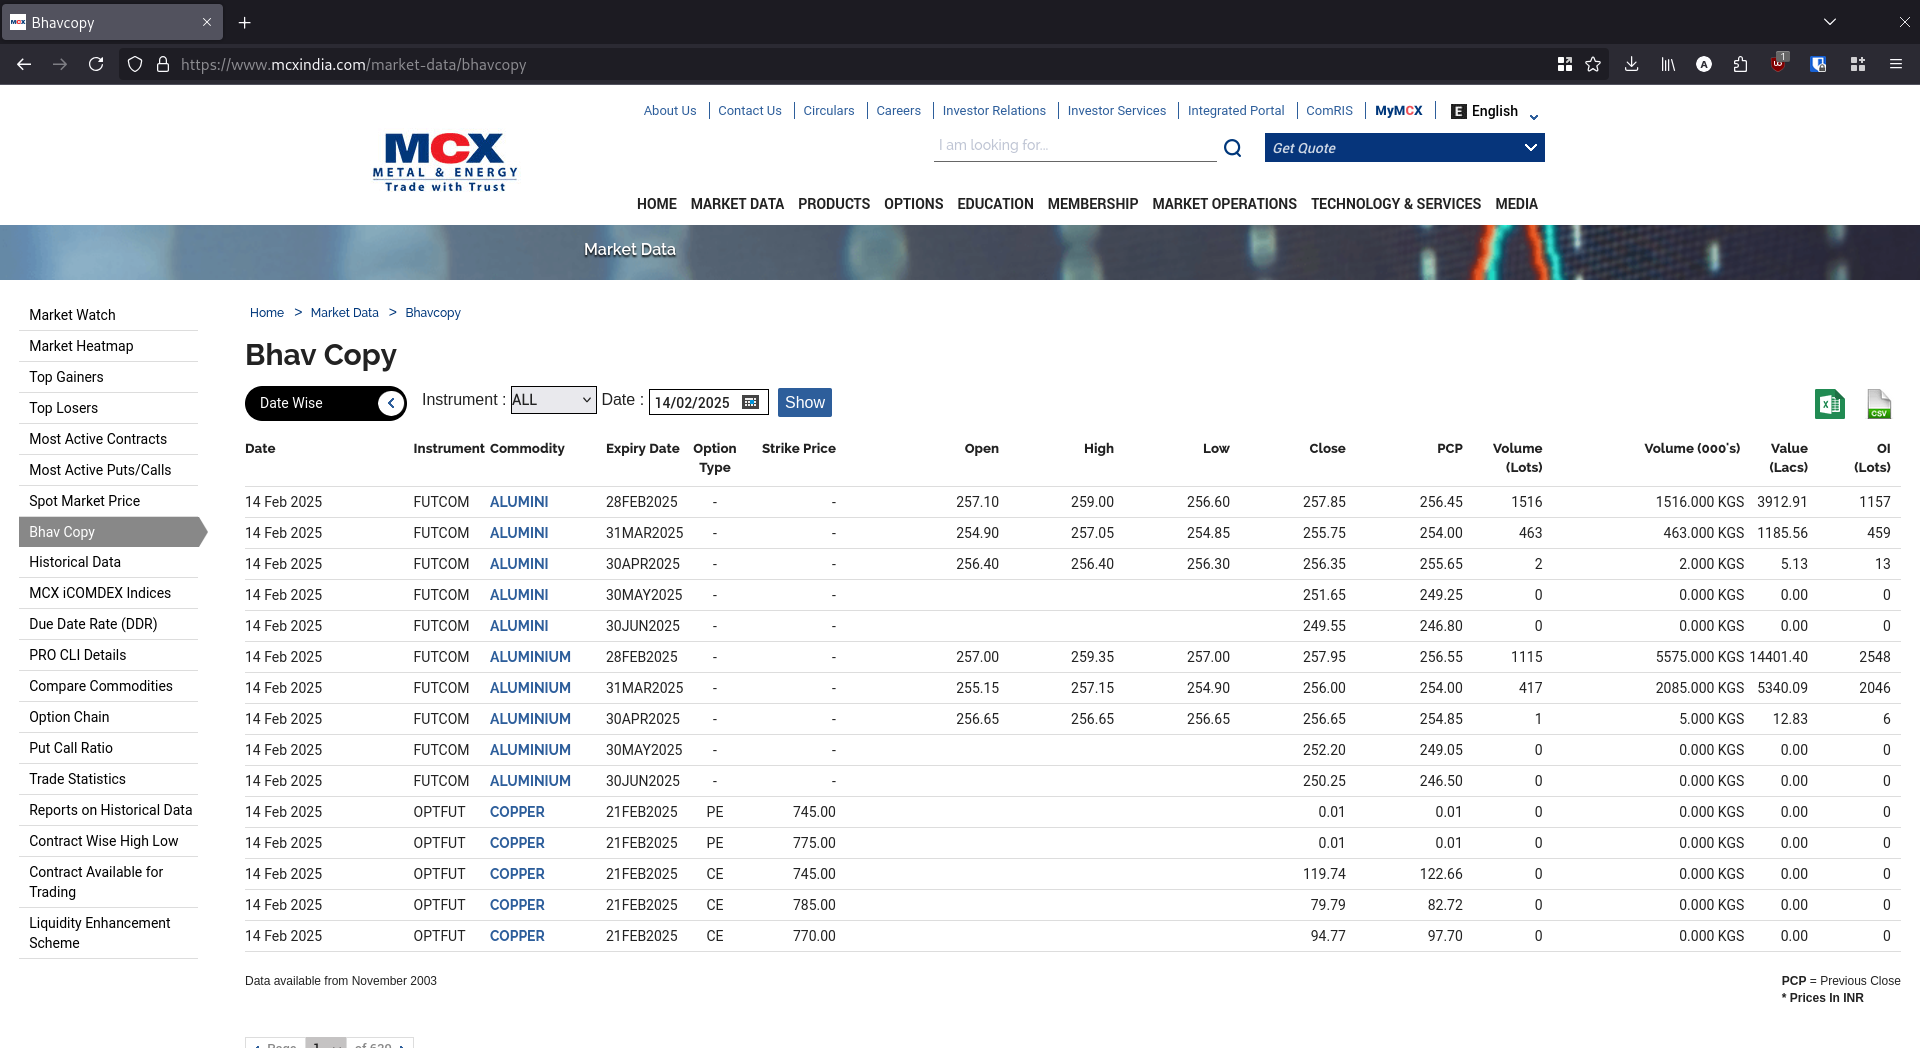 Bhavcopy
https://www.mcxindia.com/market-data/bhavcopy
1
About Us Contact Us Circulars Careers Investor Relations Investor Services Integrated Portal ComRIS MyMCX E English
MCX
METAL & ENERGY
Trade with Trust
I am looking for...
Get Quote
HOME MARKET DATA PRODUCTS OPTIONS EDUCATION MEMBERSHIP MARKET OPERATIONS TECHNOLOGY & SERVICES MEDIA
Market Data
Market Watch
Market Heatmap
Top Gainers
Top Losers
Most Active Contracts
Most Active Puts/Calls
Spot Market Price
Bhav Copy
Historical Data
MCX iCOMDEX Indices
Due Date Rate (DDR)
PRO CLI Details
Compare Commodities
Option Chain
Put Call Ratio
Trade Statistics
Reports on Historical Data
Contract Wise High Low
Contract Available for
Trading
Liquidity Enhancement
Scheme
Home > Market Data > Bhavcopy
Bhav Copy
Date Wise Instrument : ALL Date : 14/02/2025 Show
CSV
Date Instrument Commodity Expiry Date Option Type Strike Price Open High Low Close PCP Volume (Lots) Volume (000's) Value (Lacs) OI (Lots)
14 Feb 2025 FUTCOM ALUMINI 28FEB2025 - - 257.10 259.00 256.60 257.85 256.45 1516 1516.000 KGS 3912.91 1157
14 Feb 2025 FUTCOM ALUMINI 31MAR2025 - - 254.90 257.05 254.85 255.75 254.00 463 463.000 KGS 1185.56 459
14 Feb 2025 FUTCOM ALUMINI 30APR2025 - - 256.40 256.40 256.30 256.35 255.65 2 2.000 KGS 5.13 13
14 Feb 2025 FUTCOM ALUMINI 30MAY2025 - - 251.65 249.25 0 0.000 KGS 0.00 0
14 Feb 2025 FUTCOM ALUMINI 30JUN2025 - - 249.55 246.80 0 0.000 KGS 0.00 0
14 Feb 2025 FUTCOM ALUMINIUM 28FEB2025 - - 257.00 259.35 257.00 257.95 256.55 1115 5575.000 KGS 14401.40 2548
14 Feb 2025 FUTCOM ALUMINIUM 31MAR2025 - - 255.15 257.15 254.90 256.00 254.00 417 2085.000 KGS 5340.09 2046
14 Feb 2025 FUTCOM ALUMINIUM 30APR2025 - - 256.65 256.65 256.65 256.65 254.85 1 5.000 KGS 12.83 6
14 Feb 2025 FUTCOM ALUMINIUM 30MAY2025 - - 252.20 249.05 0 0.000 KGS 0.00 0
14 Feb 2025 FUTCOM ALUMINIUM 30JUN2025 - - 250.25 246.50 0 0.000 KGS 0.00 0
14 Feb 2025 OPTFUT COPPER 21FEB2025 PE 745.00 0.01 0.01 0 0.000 KGS 0.00 0
14 Feb 2025 OPTFUT COPPER 21FEB2025 PE 775.00 0.01 0.01 0 0.000 KGS 0.00 0
14 Feb 2025 OPTFUT COPPER 21FEB2025 CE 745.00 119.74 122.66 0 0.000 KGS 0.00 0
14 Feb 2025 OPTFUT COPPER 21FEB2025 CE 785.00 79.79 82.72 0 0.000 KGS 0.00 0
14 Feb 2025 OPTFUT COPPER 21FEB2025 CE 770.00 94.77 97.70 0 0.000 KGS 0.00 0
Data available from November 2003
PCP = Previous Close
* Prices In INR
Page 1 of